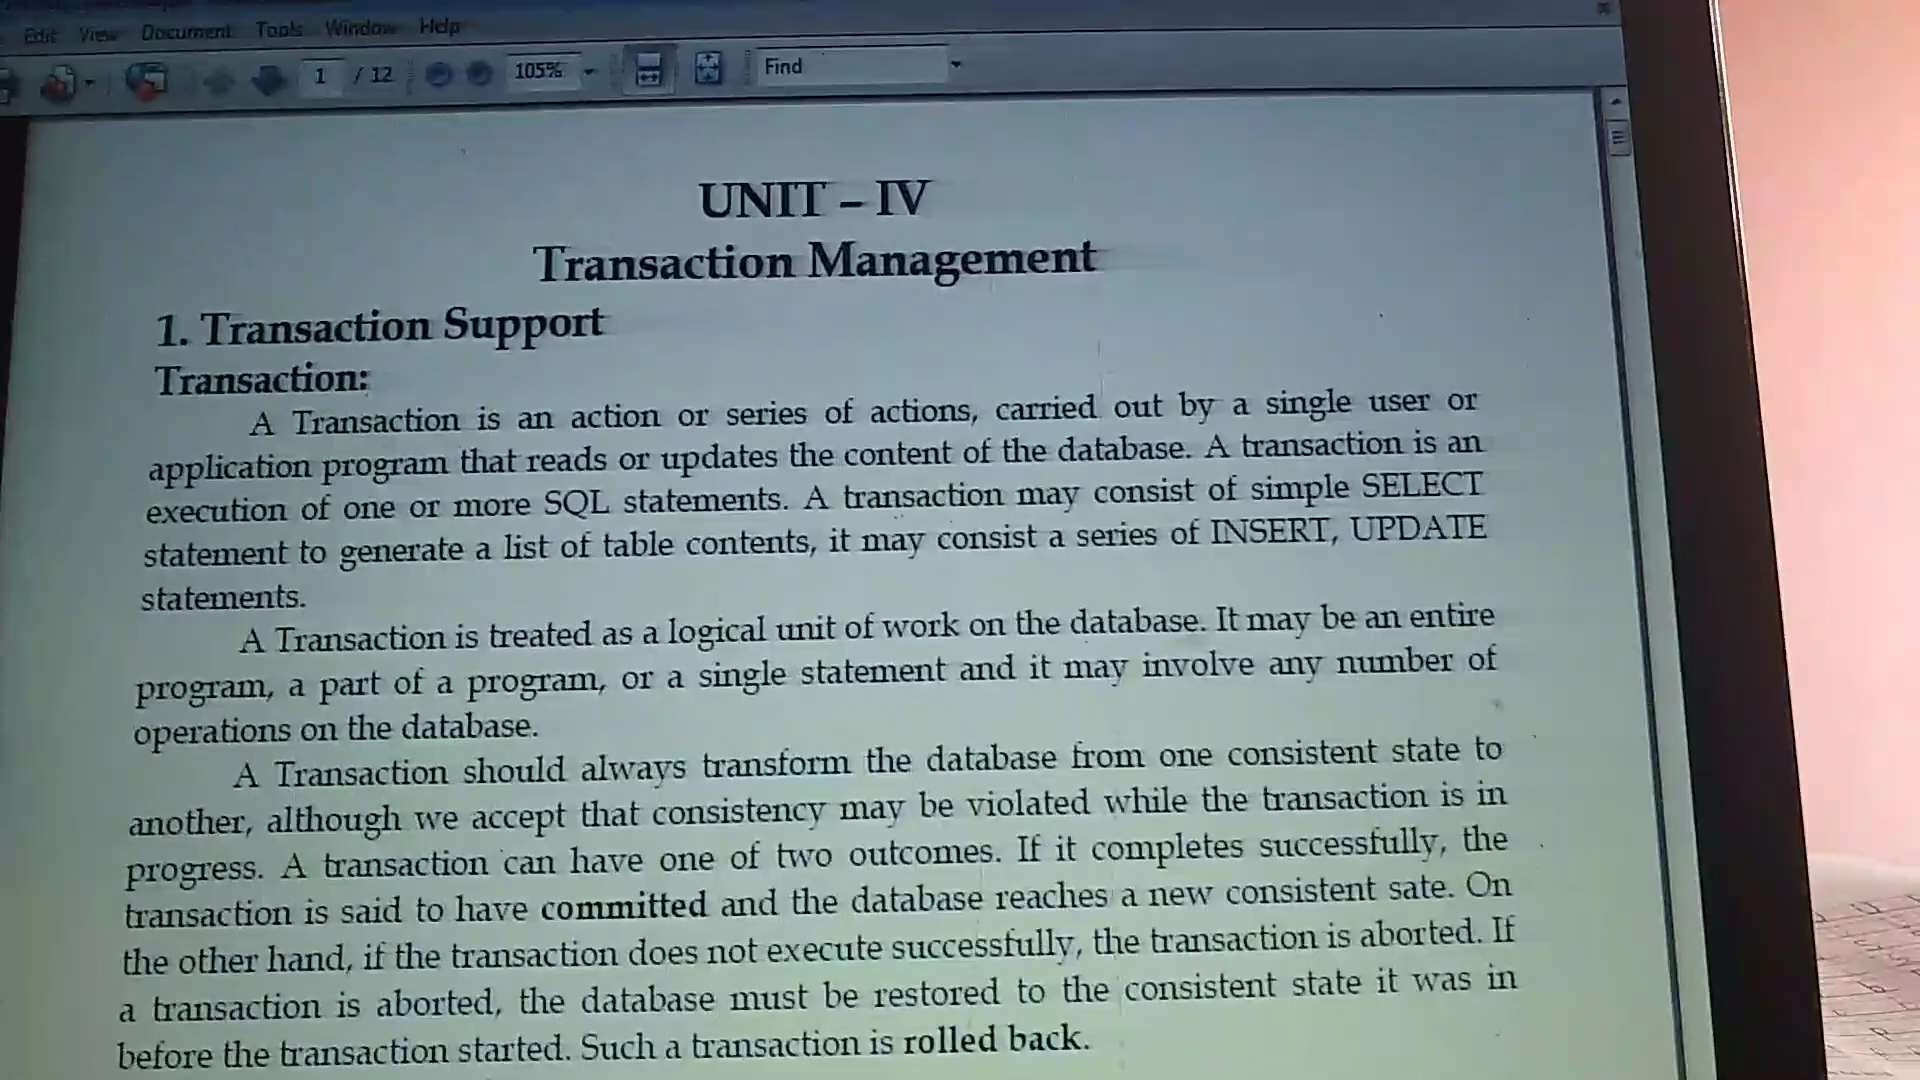 Edit View Document Tools Window Help
1 / 12 105% Find
UNIT – IV
Transaction Management
1. Transaction Support
Transaction:
A Transaction is an action or series of actions, carried out by a single user or
application program that reads or updates the content of the database. A transaction is an
execution of one or more SQL statements. A transaction may consist of simple SELECT
statement to generate a list of table contents, it may consist a series of INSERT, UPDATE
statements.
A Transaction is treated as a logical unit of work on the database. It may be an entire
program, a part of a program, or a single statement and it may involve any number of
operations on the database.
A Transaction should always transform the database from one consistent state to
another, although we accept that consistency may be violated while the transaction is in
progress. A transaction can have one of two outcomes. If it completes successfully, the
transaction is said to have committed and the database reaches a new consistent sate. On
the other hand, if the transaction does not execute successfully, the transaction is aborted. If
a transaction is aborted, the database must be restored to the consistent state it was in
before the transaction started. Such a transaction is rolled back.